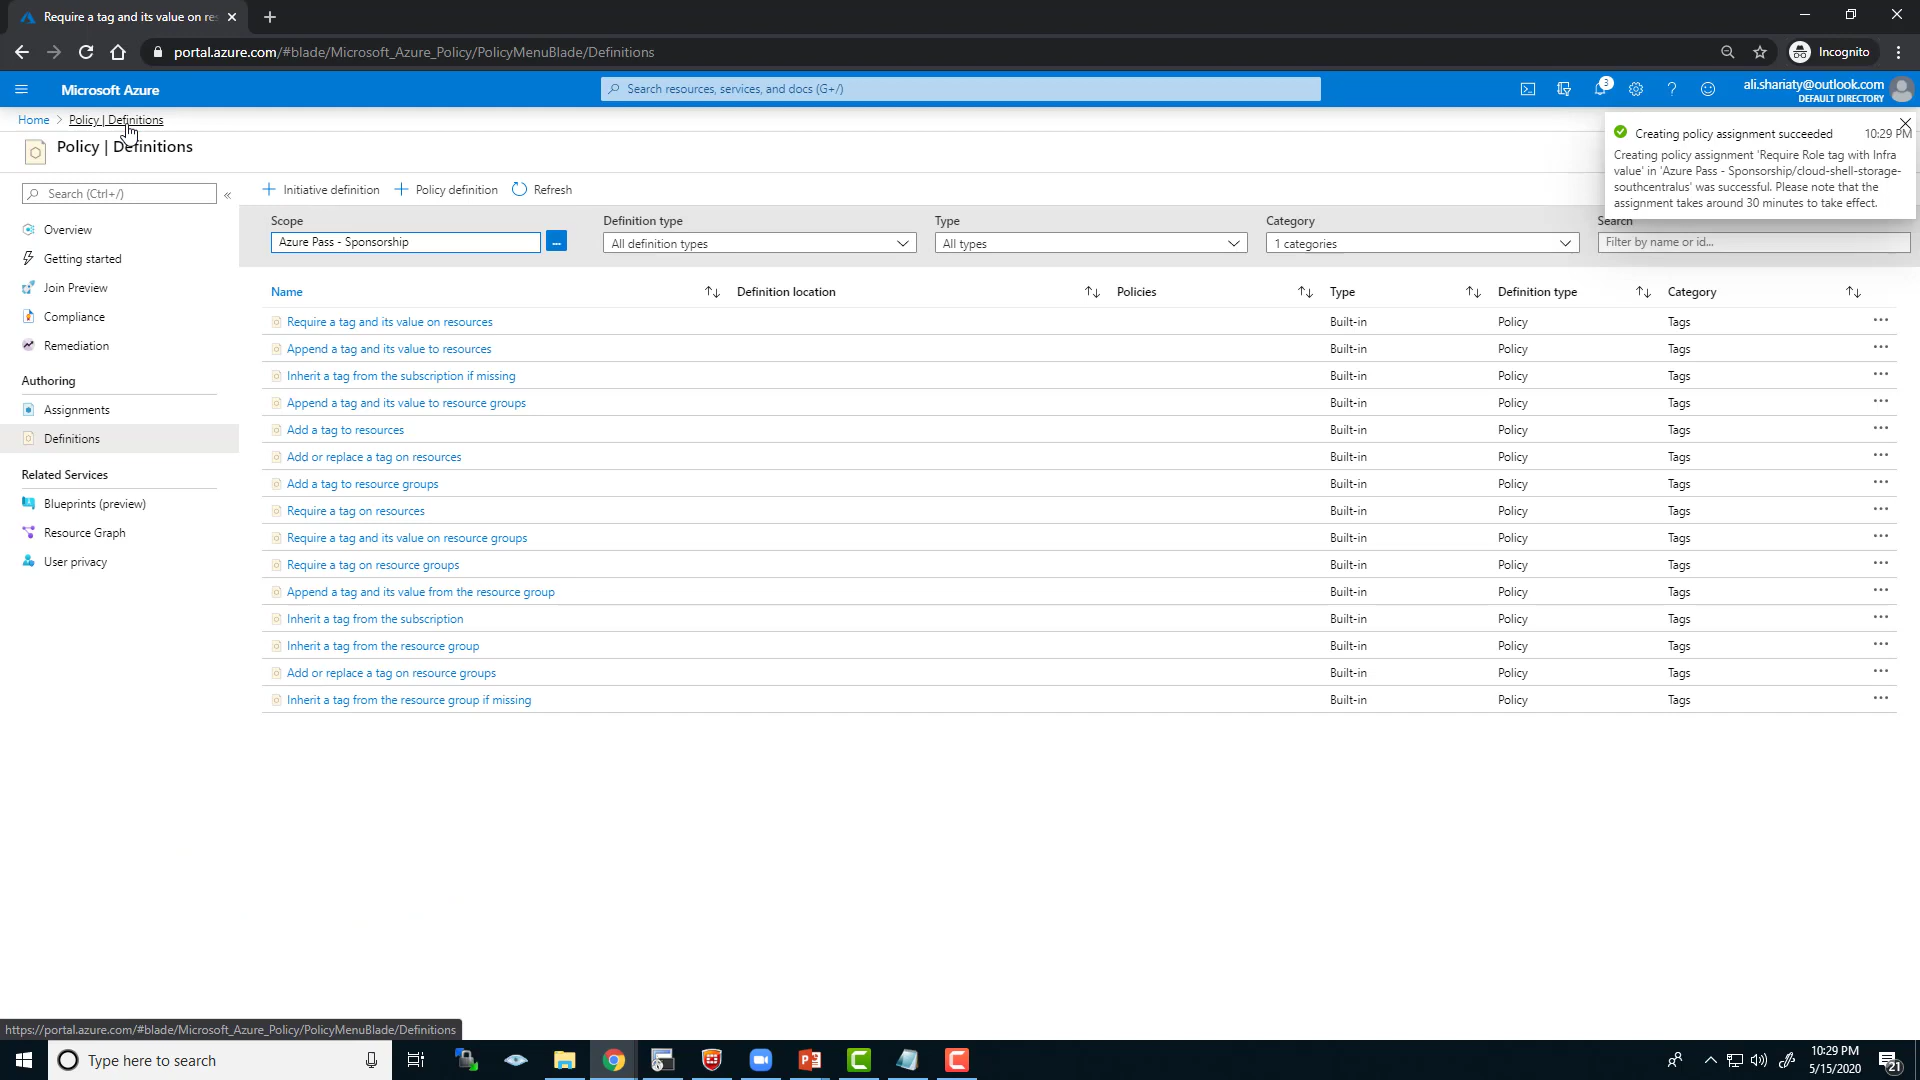 Require a tag and its value on res
portal.azure.com/#blade/Microsoft_Azure_Policy/PolicyMenuBlade/Definitions
Incognito
Microsoft Azure
Search resources, services, and docs (G+/)
3
ali.shariaty@outlook.com
DEFAULT DIRECTORY
Home > Policy | Definitions
Policy | Definitions
Creating policy assignment succeeded 10:29 PM
Creating policy assignment 'Require Role tag with Infra
value' in 'Azure Pass - Sponsorship/cloud-shell-storage-
southcentralus' was successful. Please note that the
assignment takes around 30 minutes to take effect.
Search (Ctrl+/)
«
Overview
Getting started
Join Preview
Compliance
Remediation
Authoring
Assignments
Definitions
Related Services
Blueprints (preview)
Resource Graph
User privacy
Initiative definition
Policy definition
Refresh
Scope
Azure Pass - Sponsorship
...
Definition type
All definition types
Type
All types
Category
1 categories
Search
Filter by name or id...
Name Definition location Policies Type Definition type Category
Require a tag and its value on resources Built-in Policy Tags
Append a tag and its value to resources Built-in Policy Tags
Inherit a tag from the subscription if missing Built-in Policy Tags
Append a tag and its value to resource groups Built-in Policy Tags
Add a tag to resources Built-in Policy Tags
Add or replace a tag on resources Built-in Policy Tags
Add a tag to resource groups Built-in Policy Tags
Require a tag on resources Built-in Policy Tags
Require a tag and its value on resource groups Built-in Policy Tags
Require a tag on resource groups Built-in Policy Tags
Append a tag and its value from the resource group Built-in Policy Tags
Inherit a tag from the subscription Built-in Policy Tags
Inherit a tag from the resource group Built-in Policy Tags
Add or replace a tag on resource groups Built-in Policy Tags
Inherit a tag from the resource group if missing Built-in Policy Tags
https://portal.azure.com/#blade/Microsoft_Azure_Policy/PolicyMenuBlade/Definitions
Type here to search
10:29 PM
5/15/2020
21